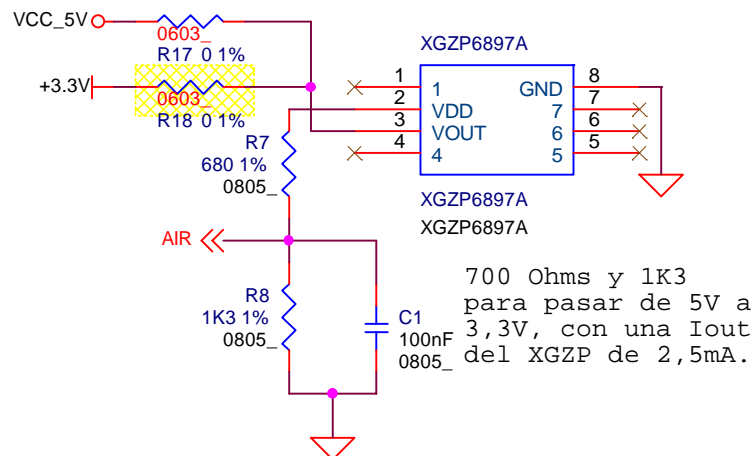 VCC_5V
0603_
R17 0 1%
+3.3V
0603_
R18 0 1%
XGZP6897A
1
2
3
4
1
VDD
VOUT
4
GND
7
6
5
8
7
6
5
XGZP6897A
XGZP6897A
R7
680 1%
0805_
AIR
R8
1K3 1%
0805_
C1
100nF
0805_
700 Ohms y 1K3
para pasar de 5V a
3,3V, con una Iout
del XGZP de 2,5mA.